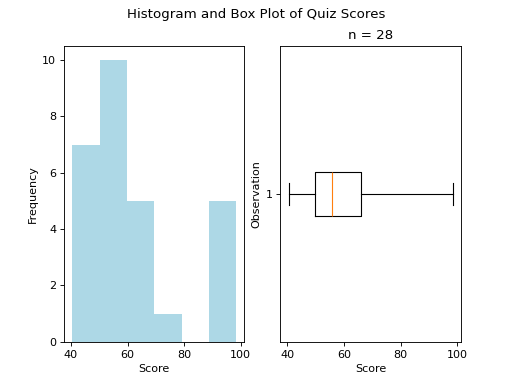 Histogram and Box Plot of Quiz Scores
n = 28
10
8
6
4
2
0
Frequency
40 60 80 100
Score
Observation
1
40 60 80 100
Score